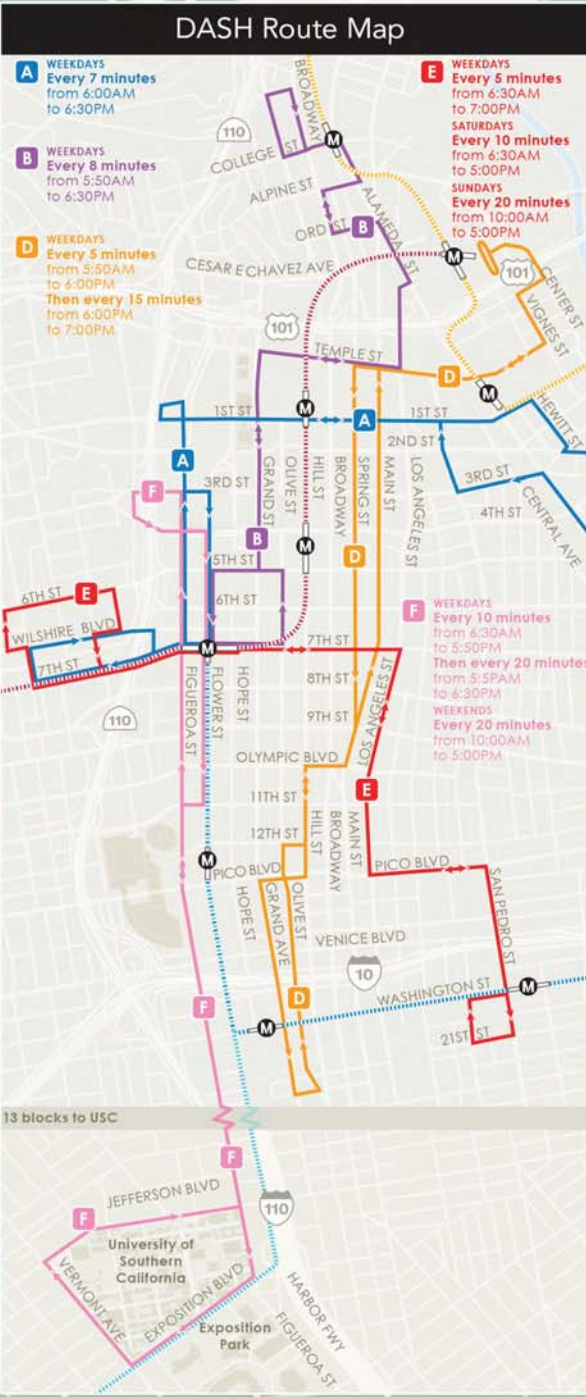 DASH Route Map
A
WEEKDAYS
Every 7 minutes
from 6:00AM
to 6:30PM
B
WEEKDAYS
Every 8 minutes
from 5:50AM
to 6:30PM
D
WEEKDAYS
Every 5 minutes
from 5:50AM
to 6:00PM
Then every 15 minutes
from 6:00PM
to 7:00PM
E
WEEKDAYS
Every 5 minutes
from 6:30AM
to 7:00PM
SATURDAYS
Every 10 minutes
from 6:30AM
to 5:00PM
SUNDAYS
Every 20 minutes
from 10:00AM
to 5:00PM
BROADWAY
110
M
COLLEGE ST
ALPINE ST
ALAMEDA ST
ORD ST
B
CESAR E CHAVEZ AVE
M
101
CENTER ST
VIGNES ST
101
TEMPLE ST
D
M
HEWITT ST
M
1ST ST
A
1ST ST
2ND ST
A
F
3RD ST
GRAND ST
OLIVE ST
HILL ST
BROADWAY
SPRING ST
MAIN ST
LOS ANGELES ST
3RD ST
4TH ST
CENTRAL AVE
B
M
D
5TH ST
6TH ST
6TH ST
E
WILSHIRE BLVD
7TH ST
M
7TH ST
F
WEEKDAYS
Every 10 minutes
from 6:30AM
to 5:50PM
Then every 20 minutes
from 5:5PAM
to 6:30PM
WEEKENDS
Every 20 minutes
from 10:00AM
to 5:00PM
110
FIGUEROA ST
FLOWER ST
HOPE ST
8TH ST
9TH ST
LOS ANGELES ST
OLYMPIC BLVD
11TH ST
E
12TH ST
HILL ST
BROADWAY
MAIN ST
M
PICO BLVD
PICO BLVD
HOPE ST
GRAND AVE
OLIVE ST
SAN PEDRO ST
VENICE BLVD
10
F
D
WASHINGTON ST
M
M
21ST ST
13 blocks to USC
F
JEFFERSON BLVD
F
110
University of
Southern
California
VERMONT AVE
EXPOSITION BLVD
Exposition
Park
HARBOR FWY
FIGUEROA ST